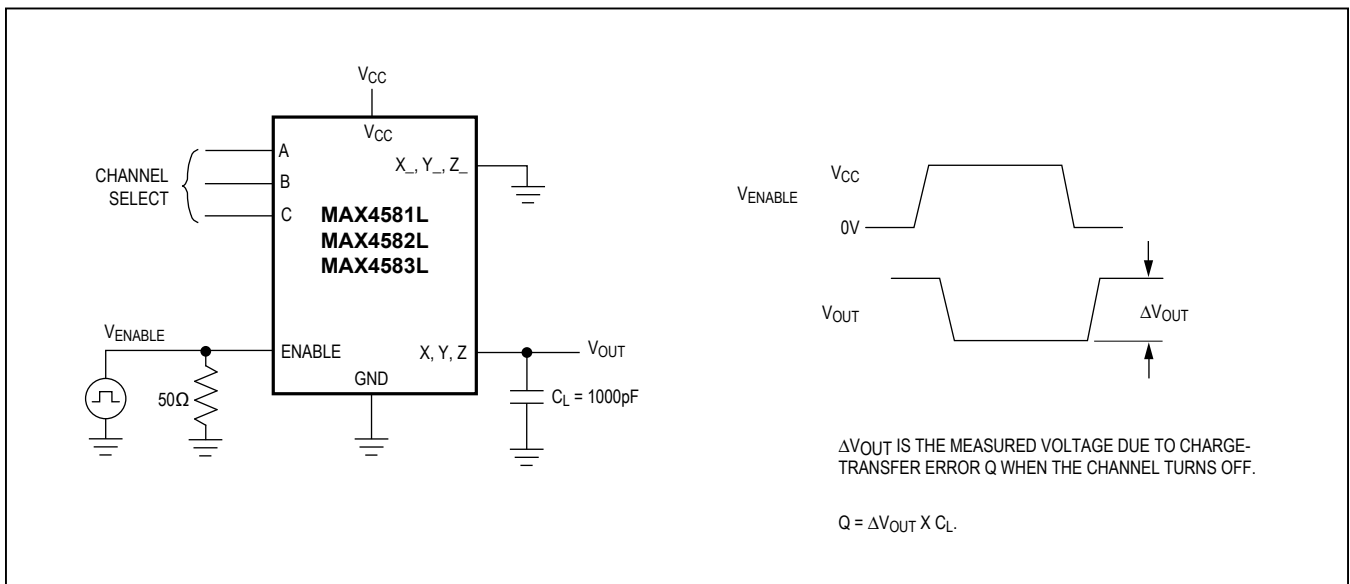 VCC
VCC
CHANNEL
SELECT
A
B
C
X_, Y_, Z_
MAX4581L
MAX4582L
MAX4583L
VENABLE
50Ω
ENABLE
GND
X, Y, Z
VOUT
CL = 1000pF
VENABLE
VCC
0V
VOUT
ΔVOUT
ΔVOUT IS THE MEASURED VOLTAGE DUE TO CHARGE-
TRANSFER ERROR Q WHEN THE CHANNEL TURNS OFF.
Q = ΔVOUT X CL.